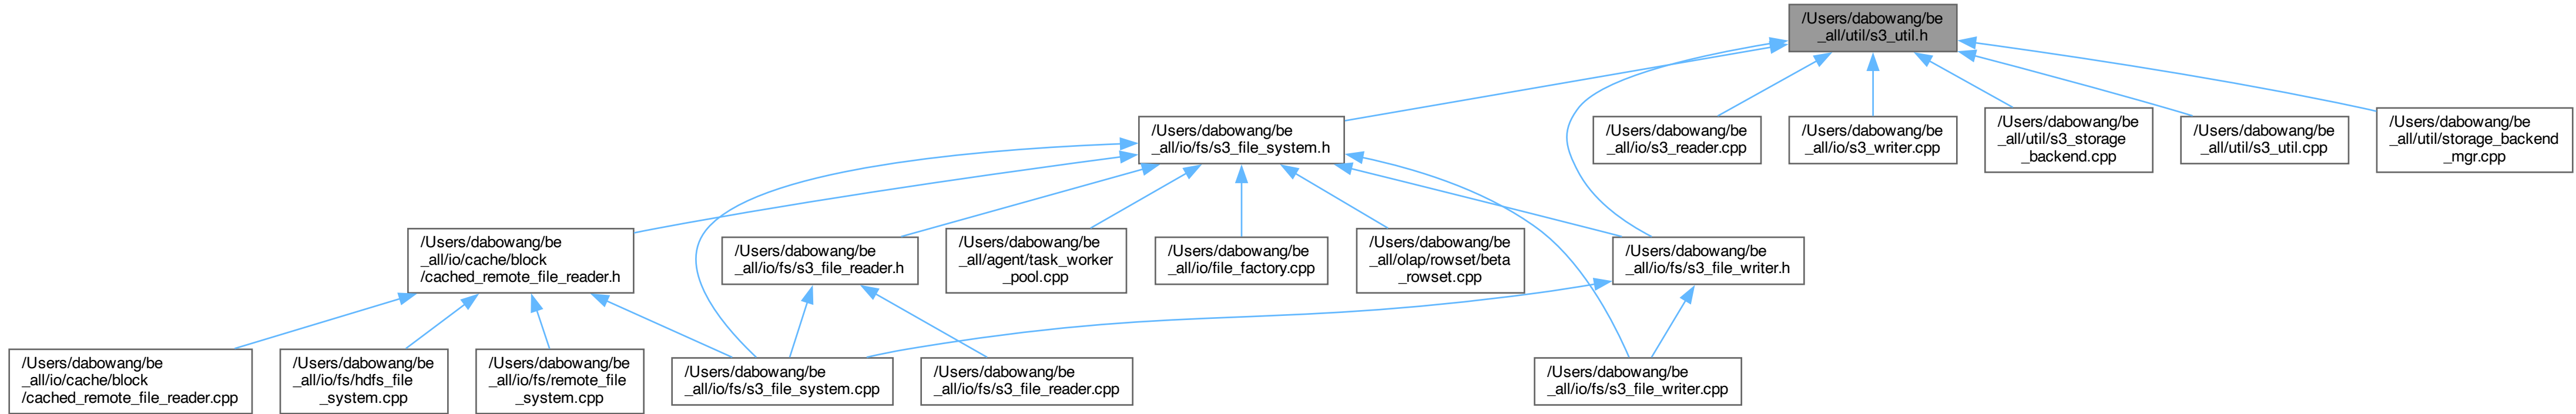 /Users/dabowang/be
_all/util/s3_util.h
/Users/dabowang/be
_all/io/fs/s3_file_system.h
/Users/dabowang/be
_all/io/s3_reader.cpp
/Users/dabowang/be
_all/io/s3_writer.cpp
/Users/dabowang/be
_all/util/s3_storage
_backend.cpp
/Users/dabowang/be
_all/util/s3_util.cpp
/Users/dabowang/be
_all/util/storage_backend
_mgr.cpp
/Users/dabowang/be
_all/io/cache/block
/cached_remote_file_reader.h
/Users/dabowang/be
_all/io/fs/s3_file_reader.h
/Users/dabowang/be
_all/agent/task_worker
_pool.cpp
/Users/dabowang/be
_all/io/file_factory.cpp
/Users/dabowang/be
_all/olap/rowset/beta
_rowset.cpp
/Users/dabowang/be
_all/io/fs/s3_file_writer.h
/Users/dabowang/be
_all/io/cache/block
/cached_remote_file_reader.cpp
/Users/dabowang/be
_all/io/fs/hdfs_file
_system.cpp
/Users/dabowang/be
_all/io/fs/remote_file
_system.cpp
/Users/dabowang/be
_all/io/fs/s3_file_system.cpp
/Users/dabowang/be
_all/io/fs/s3_file_reader.cpp
/Users/dabowang/be
_all/io/fs/s3_file_writer.cpp